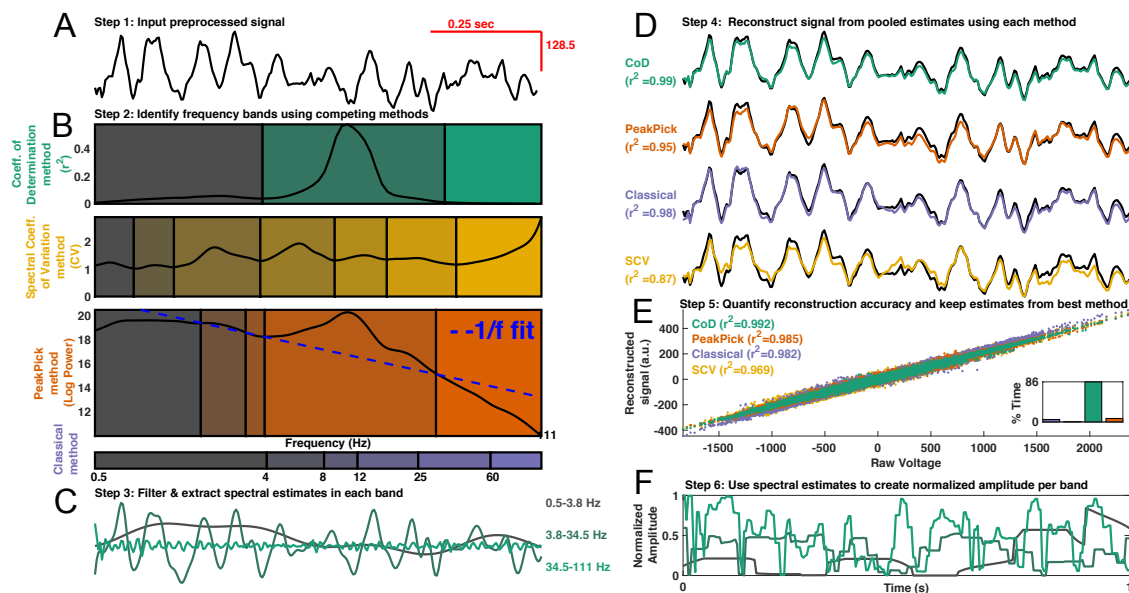 A
Step 1: Input preprocessed signal
0.25 sec
128.5
B
Step 2: Identify frequency bands using competing methods
Coeff. of
Determination
method
(r²)
0.4
0.2
0
Spectral Coeff.
of Variation
method
(CV)
2
1
0
PeakPick
method
(Log Power)
20
18
16
14
12
10
- -1/f fit
111
Frequency (Hz)
Classical
method
0.5
4
8
12
25
60
C
Step 3: Filter & extract spectral estimates in each band
0.5-3.8 Hz
3.8-34.5 Hz
34.5-111 Hz
D
Step 4: Reconstruct signal from pooled estimates using each method
CoD
(r² =0.99)
PeakPick
(r² =0.95)
Classical
(r² =0.98)
SCV
(r² =0.87)
E
Step 5: Quantify reconstruction accuracy and keep estimates from best method
CoD (r²=0.992)
PeakPick (r²=0.985)
Classical (r²=0.982)
SCV (r²=0.969)
Reconstructed
signal (a.u.)
400
200
0
-200
-400
-1500
-1000
-500
0
500
1000
1500
2000
Raw Voltage
% Time
86
0
F
Step 6: Use spectral estimates to create normalized amplitude per band
Normalized
Amplitude
1
0.5
0
0
Time (s)